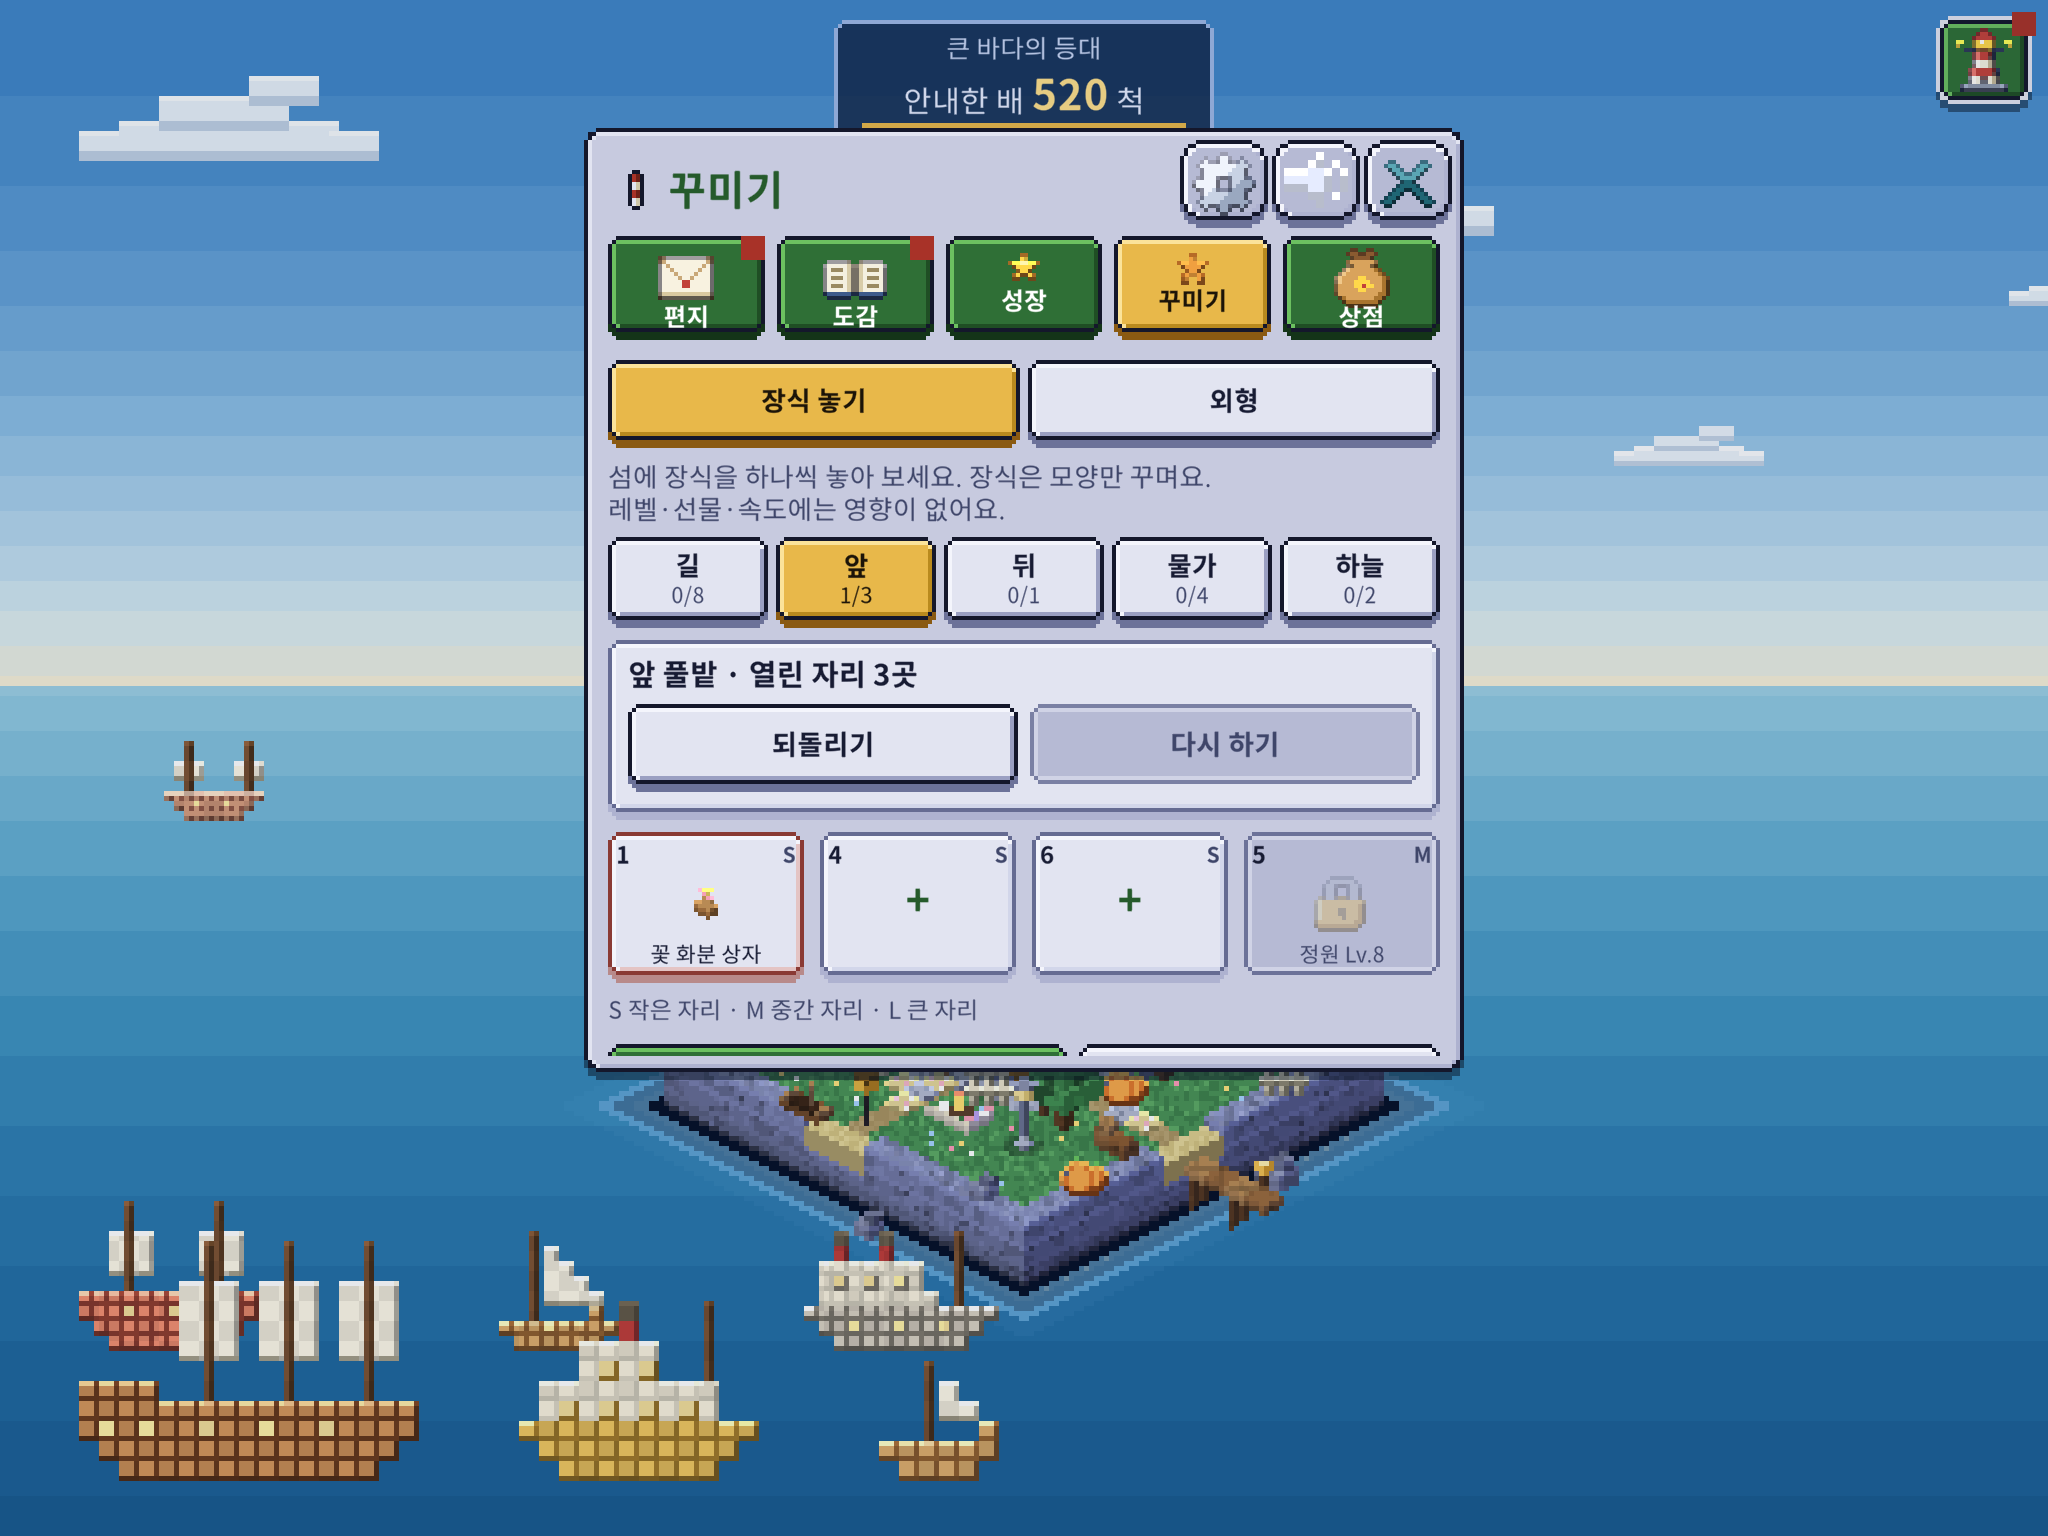 큰 바다의 등대
안내한 배 520 척
꾸미기
편지 도감 성장 꾸미기 상점
장식 놓기 외형
섬에 장식을 하나씩 놓아 보세요. 장식은 모양만 꾸며요.
레벨·선물·속도에는 영향이 없어요.
길 앞 뒤 물가 하늘
0/8 1/3 0/1 0/4 0/2
앞 풀밭 · 열린 자리 3곳
되돌리기 다시 하기
1 S 4 S 6 S 5 M
+ +
꽃 화분 상자 정원 Lv.8
S 작은 자리 · M 중간 자리 · L 큰 자리